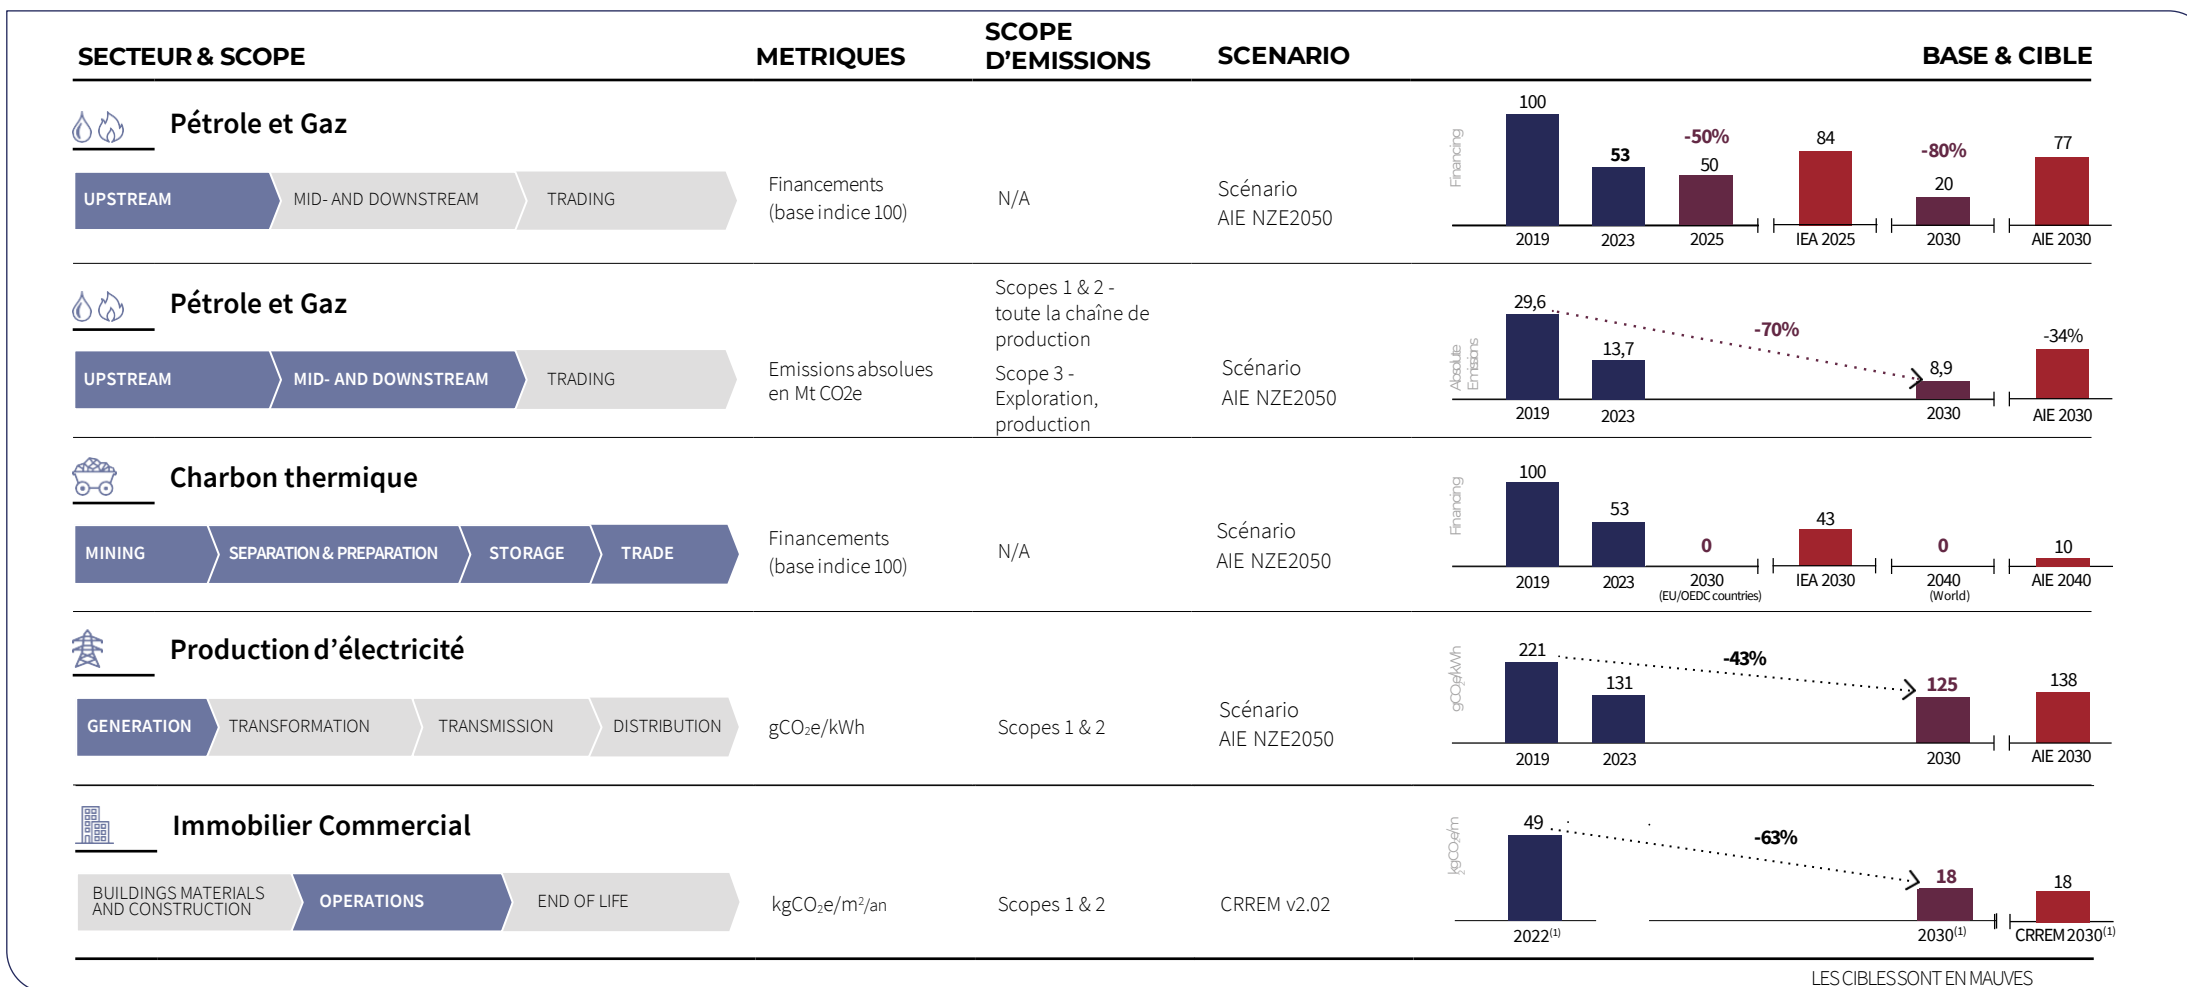 SECTEUR & SCOPE
METRIQUES
SCOPE
D'EMISSIONS
SCENARIO
BASE & CIBLE
Pétrole et Gaz
UPSTREAM
MID- AND DOWNSTREAM
TRADING
Financements
(base indice 100)
N/A
Scénario
AIE NZE2050
Financing
100
53
-50%
50
84
-80%
20
77
2019
2023
2025
IEA 2025
2030
AIE 2030
Pétrole et Gaz
UPSTREAM
MID- AND DOWNSTREAM
TRADING
Emissions absolues
en Mt CO2e
Scopes 1 & 2 -
toute la chaîne de
production
Scope 3 -
Exploration,
production
Scénario
AIE NZE2050
Absolute
Emissions
29,6
13,7
-70%
8,9
-34%
2019
2023
2030
AIE 2030
Charbon thermique
MINING
SEPARATION & PREPARATION
STORAGE
TRADE
Financements
(base indice 100)
N/A
Scénario
AIE NZE2050
Financing
100
53
0
43
0
10
2019
2023
2030
(EU/OEDC countries)
IEA 2030
2040
(World)
AIE 2040
Production d'électricité
GENERATION
TRANSFORMATION
TRANSMISSION
DISTRIBUTION
gCO₂e/kWh
Scopes 1 & 2
Scénario
AIE NZE2050
gCO₂e/kWh
221
131
-43%
125
138
2019
2023
2030
AIE 2030
Immobilier Commercial
BUILDINGS MATERIALS
AND CONSTRUCTION
OPERATIONS
END OF LIFE
kgCO₂e/m²/an
Scopes 1 & 2
CRREM v2.02
kgCO₂e/m
2
49
-63%
18
18
2022⁽¹⁾
2030⁽¹⁾
CRREM 2030⁽¹⁾
LES CIBLES SONT EN MAUVES